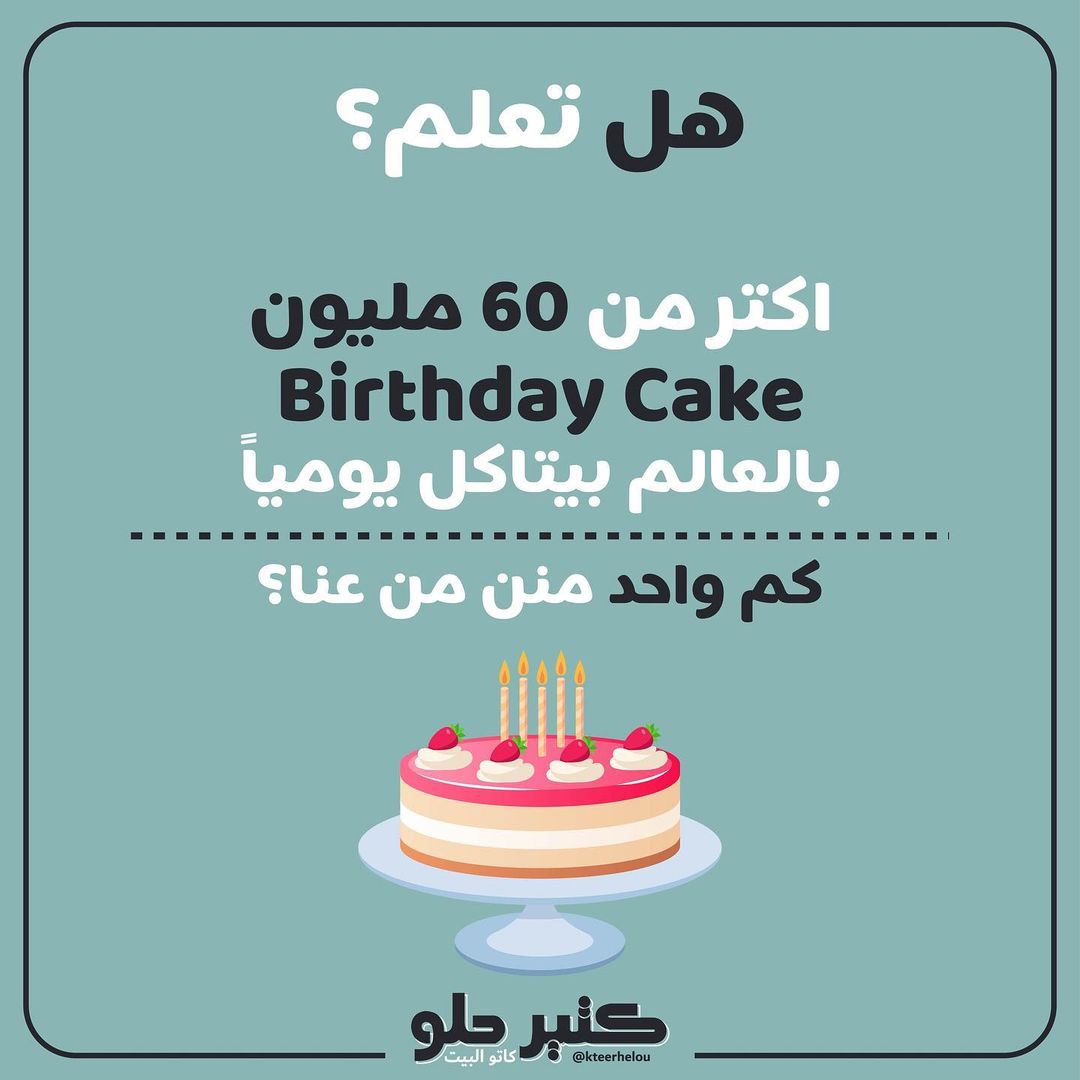 هل تعلم؟
اكتر من 60 مليون
Birthday Cake
بالعالم بيتاكل يومياً
كم واحد منن من عنا؟
كتير حلو
كاتو البيت @kteerhelou